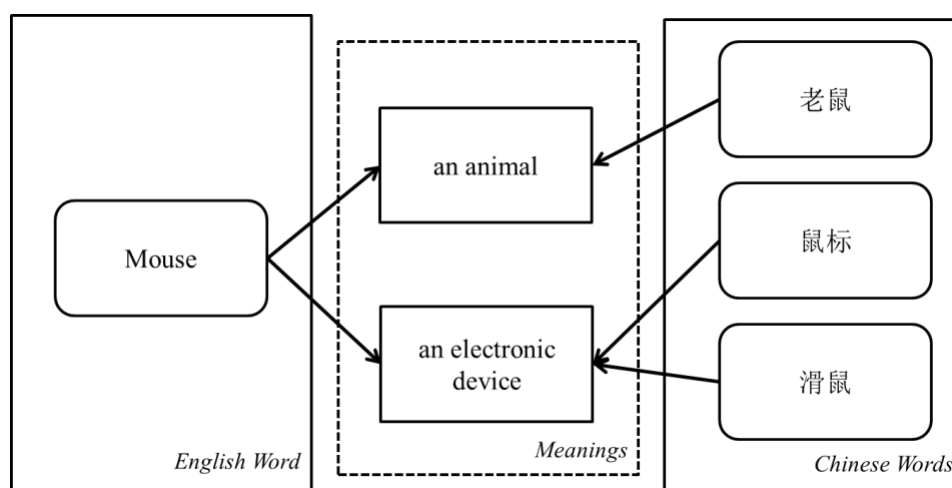 Mouse
English Word
an animal
an electronic
device
Meanings
老鼠
鼠标
滑鼠
Chinese Words